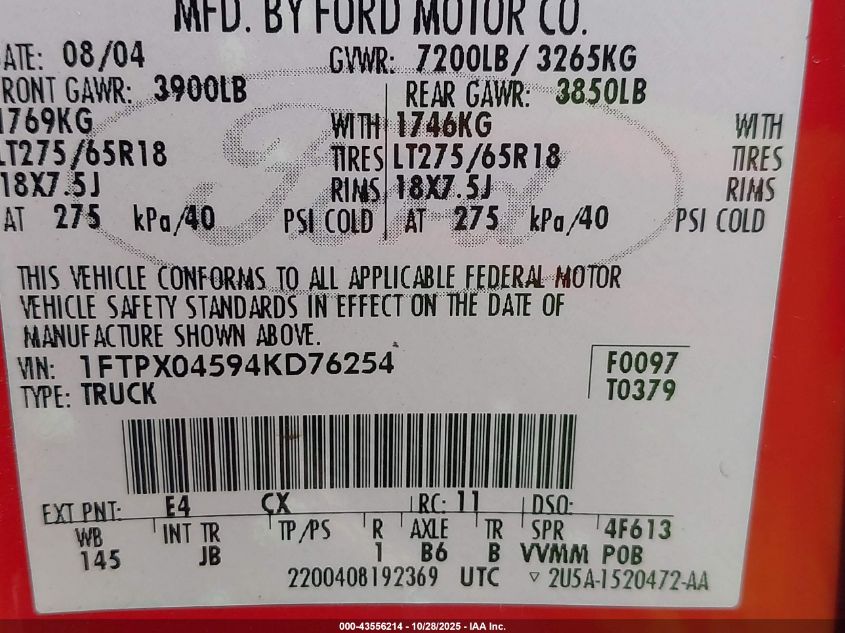 MFD. BY FORD MOTOR CO.
ATE: 08/04 GVWR: 7200LB/ 3265KG
RONT GAWR: 3900LB REAR GAWR: 3850LB
1769KG WITH 1746KG WITH
LT275/65R18 TIRES LT275/65R18 TIRES
18X7.5J RIMS 18X7.5J RIMS
AT 275 kPa/40 PSI COLD AT 275 kPa/40 PSI COLD
Ford
THIS VEHICLE CONFORMS TO ALL APPLICABLE FEDERAL MOTOR
VEHICLE SAFETY STANDARDS IN EFFECT ON THE DATE OF
MANUFACTURE SHOWN ABOVE.
VIN: 1FTPX04594KD76254 F0097
TYPE: TRUCK T0379
EXT PNT: E4 CX RC: 11 DSO:
WB INT TR TP/PS R AXLE TR SPR 4F613
145 JB 1 B6 B VVMM POB
2200408192369 UTC ▽ 2U5A-1520472-AA
000-43556214 - 10/28/2025 - IAA Inc.